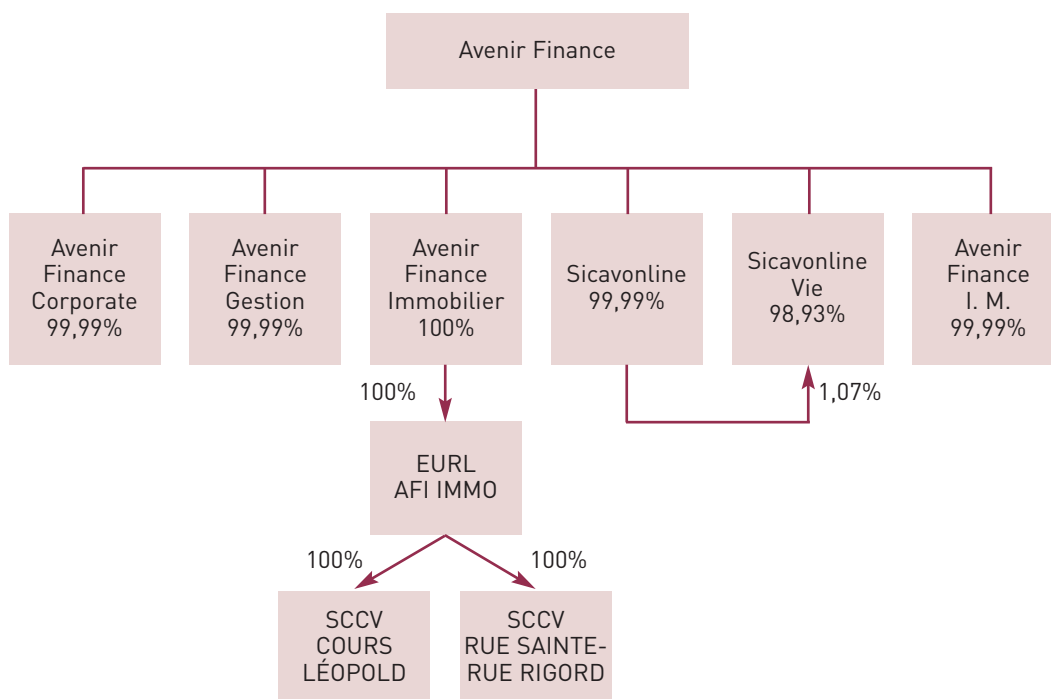 Avenir Finance
Avenir
Finance
Corporate
99,99%
Avenir
Finance
Gestion
99,99%
Avenir
Finance
Immobilier
100%
Sicavonline
99,99%
Sicavonline
Vie
98,93%
Avenir
Finance
I. M.
99,99%
100%
1,07%
EURL
AFI IMMO
100%
100%
SCCV
COURS
LÉOPOLD
SCCV
RUE SAINTE-
RUE RIGORD